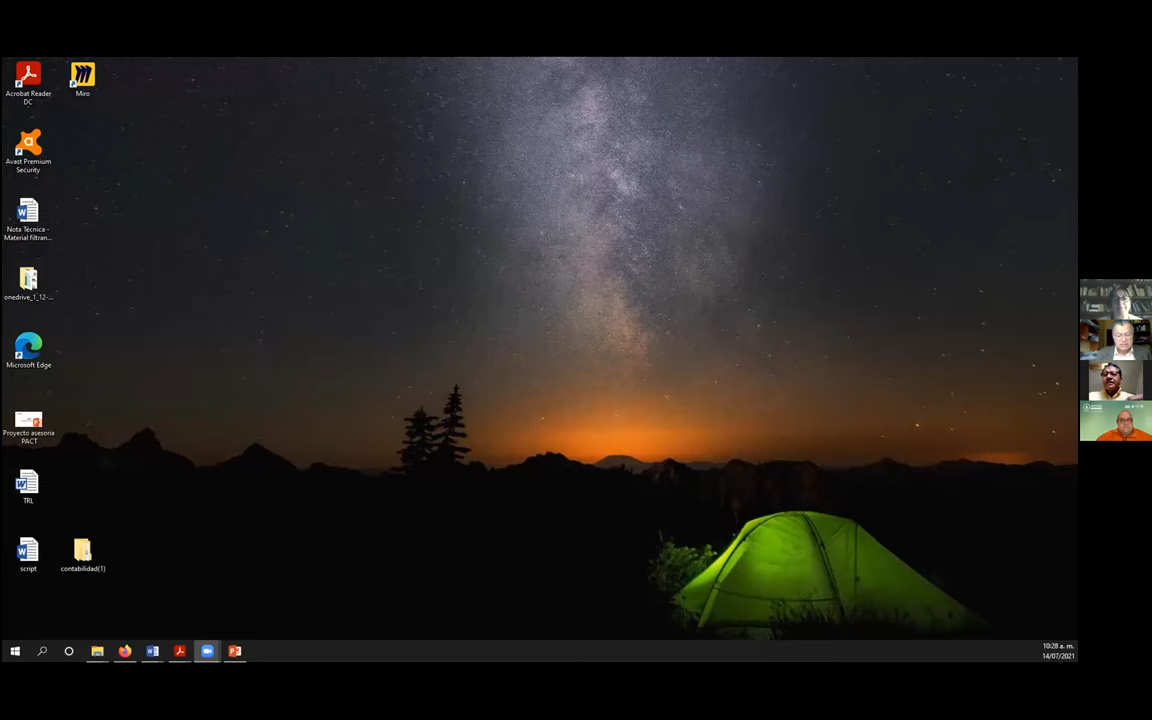 Acrobat Reader
DC
Miro
Avast Premium
Security
Nota Técnica -
Material filtran...
onedrive_1_12-...
Microsoft Edge
Proyecto asesoria
PACT
TRL
script
contabilidad(1)
10:28 a. m.
14/07/2021